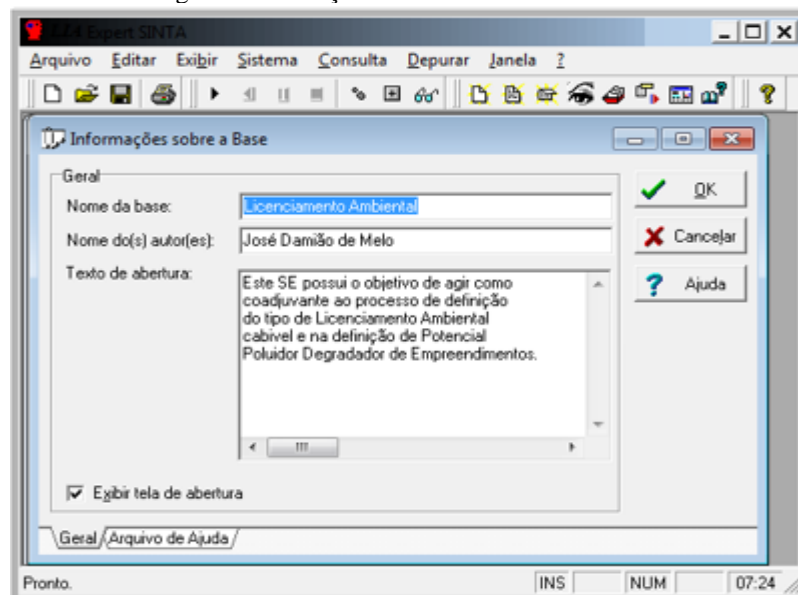 Expert SINTA
Arquivo Editar Exibir Sistema Consulta Depurar Janela ?
Informações sobre a Base
Geral
Nome da base: Licenciamento Ambiental
Nome do(s) autor(es): José Damião de Melo
Texto de abertura:
Este SE possui o objetivo de agir como
coadjuvante ao processo de definição
do tipo de Licenciamento Ambiental
cabivel e na definição de Potencial
Poluidor Degradador de Empreendimentos.
Exibir tela de abertura
OK
Cancelar
Ajuda
Geral Arquivo de Ajuda
Pronto. INS NUM 07:24